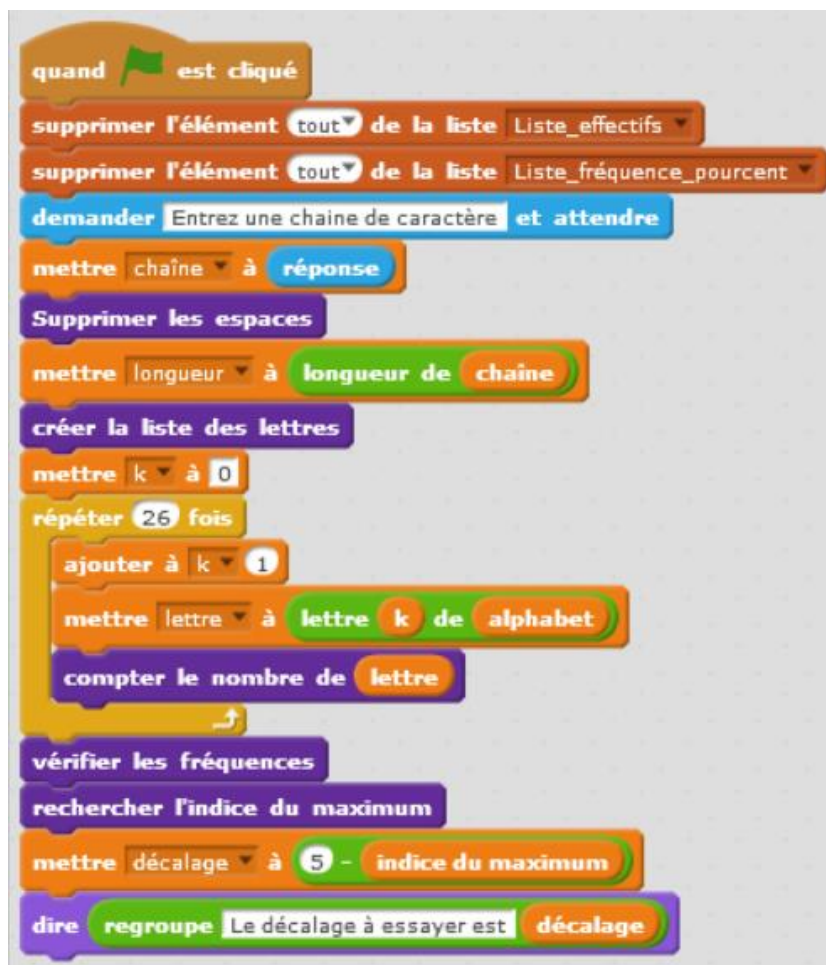 quand est cliqué
supprimer l'élément tout de la liste Liste_effectifs
supprimer l'élément tout de la liste Liste_fréquence_pourcent
demander Entrez une chaine de caractère et attendre
mettre chaîne à réponse
Supprimer les espaces
mettre longueur à longueur de chaîne
créer la liste des lettres
mettre k à 0
répéter 26 fois
ajouter à k 1
mettre lettre à lettre k de alphabet
compter le nombre de lettre
vérifier les fréquences
rechercher l'indice du maximum
mettre décalage à 5 - indice du maximum
dire regroupe Le décalage à essayer est décalage